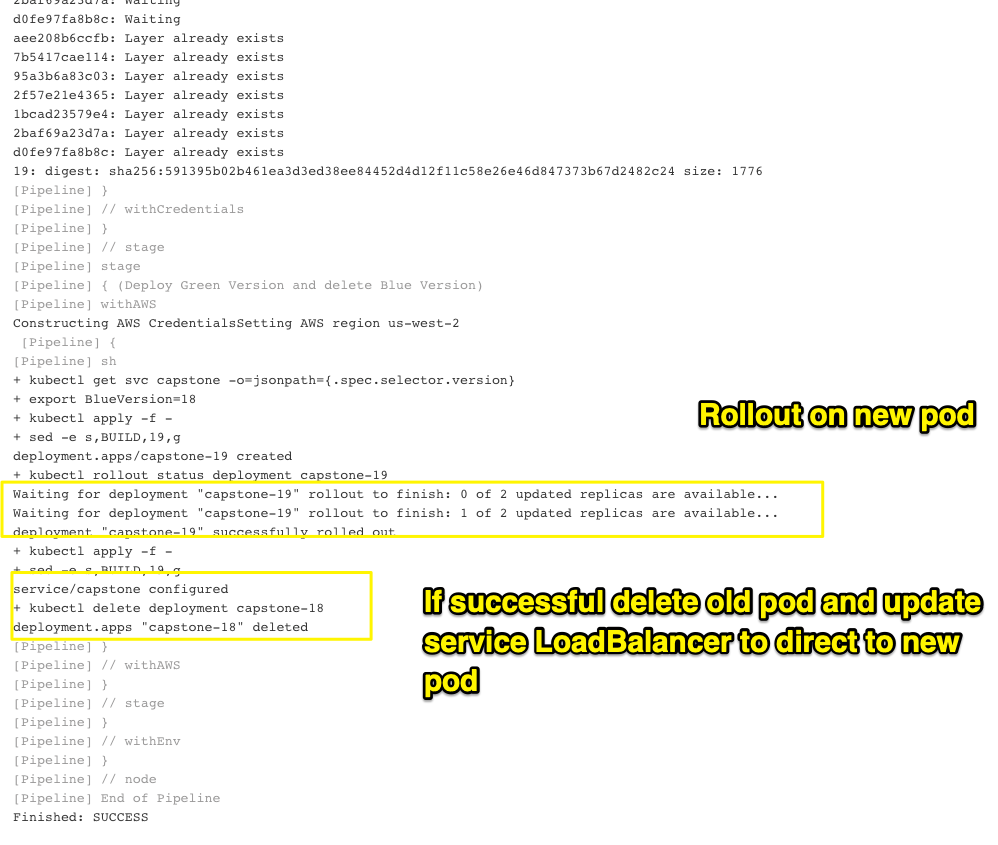 2baf69a23d7a: Waiting
d0fe97fa8b8c: Waiting
aee208b6ccfb: Layer already exists
7b5417cae114: Layer already exists
95a3b6a83c03: Layer already exists
2f57e21e4365: Layer already exists
1bcad23579e4: Layer already exists
2baf69a23d7a: Layer already exists
d0fe97fa8b8c: Layer already exists
19: digest: sha256:591395b02b461ea3d3ed38ee84452d4d12f11c58e26e46d847373b67d2482c24 size: 1776
[Pipeline] }
[Pipeline] // withCredentials
[Pipeline] }
[Pipeline] // stage
[Pipeline] stage
[Pipeline] { (Deploy Green Version and delete Blue Version)
[Pipeline] withAWS
Constructing AWS CredentialsSetting AWS region us-west-2
[Pipeline] {
[Pipeline] sh
+ kubectl get svc capstone -o=jsonpath={.spec.selector.version}
+ export BlueVersion=18
+ kubectl apply -f -
Rollout on new pod
+ sed -e s,BUILD,19,g
deployment.apps/capstone-19 created
+ kubectl rollout status deployment capstone-19
Waiting for deployment "capstone-19" rollout to finish: 0 of 2 updated replicas are available...
Waiting for deployment "capstone-19" rollout to finish: 1 of 2 updated replicas are available...
deployment "capstone-19" successfully rolled out
+ kubectl apply -f -
+ sed -e s,BUILD,19,g
service/capstone configured
+ kubectl delete deployment capstone-18
deployment.apps "capstone-18" deleted
If successful delete old pod and update
service LoadBalancer to direct to new
pod
[Pipeline] }
[Pipeline] // withAWS
[Pipeline] }
[Pipeline] // stage
[Pipeline] }
[Pipeline] // withEnv
[Pipeline] }
[Pipeline] // node
[Pipeline] End of Pipeline
Finished: SUCCESS